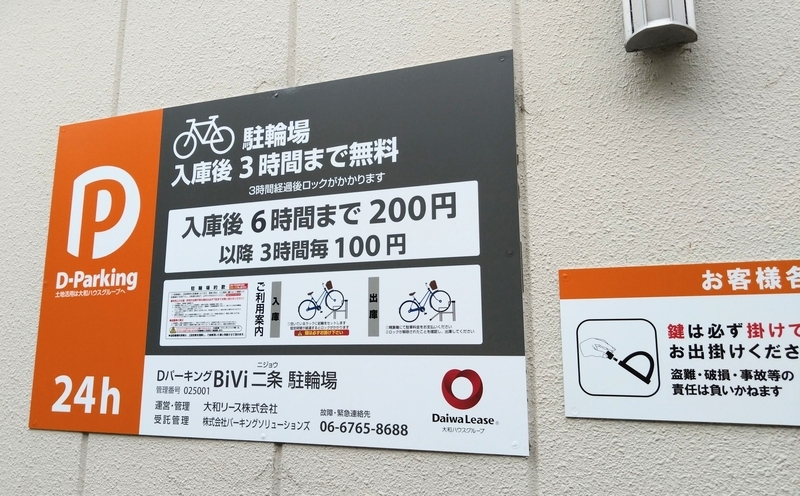 D-Parking
土地活用は大和ハウスグループへ
24h
駐輪場
入庫後 3時間まで無料
3時間経過後ロックがかかります
入庫後 6時間まで 200円
以降 3時間毎 100円
駐輪場約款
ご利用案内
入庫
出庫
ニジョウ
Dパーキング BiVi 二条 駐輪場
管理番号 025001
運営・管理 大和リース株式会社
受託管理 株式会社パーキングソリューションズ
故障・緊急連絡先
06-6765-8688
DaiwaLease®
大和ハウスグループ
お客様各
鍵は必ず掛けて
お出掛けくださ
盗難・破損・事故等の
責任は負いかねます